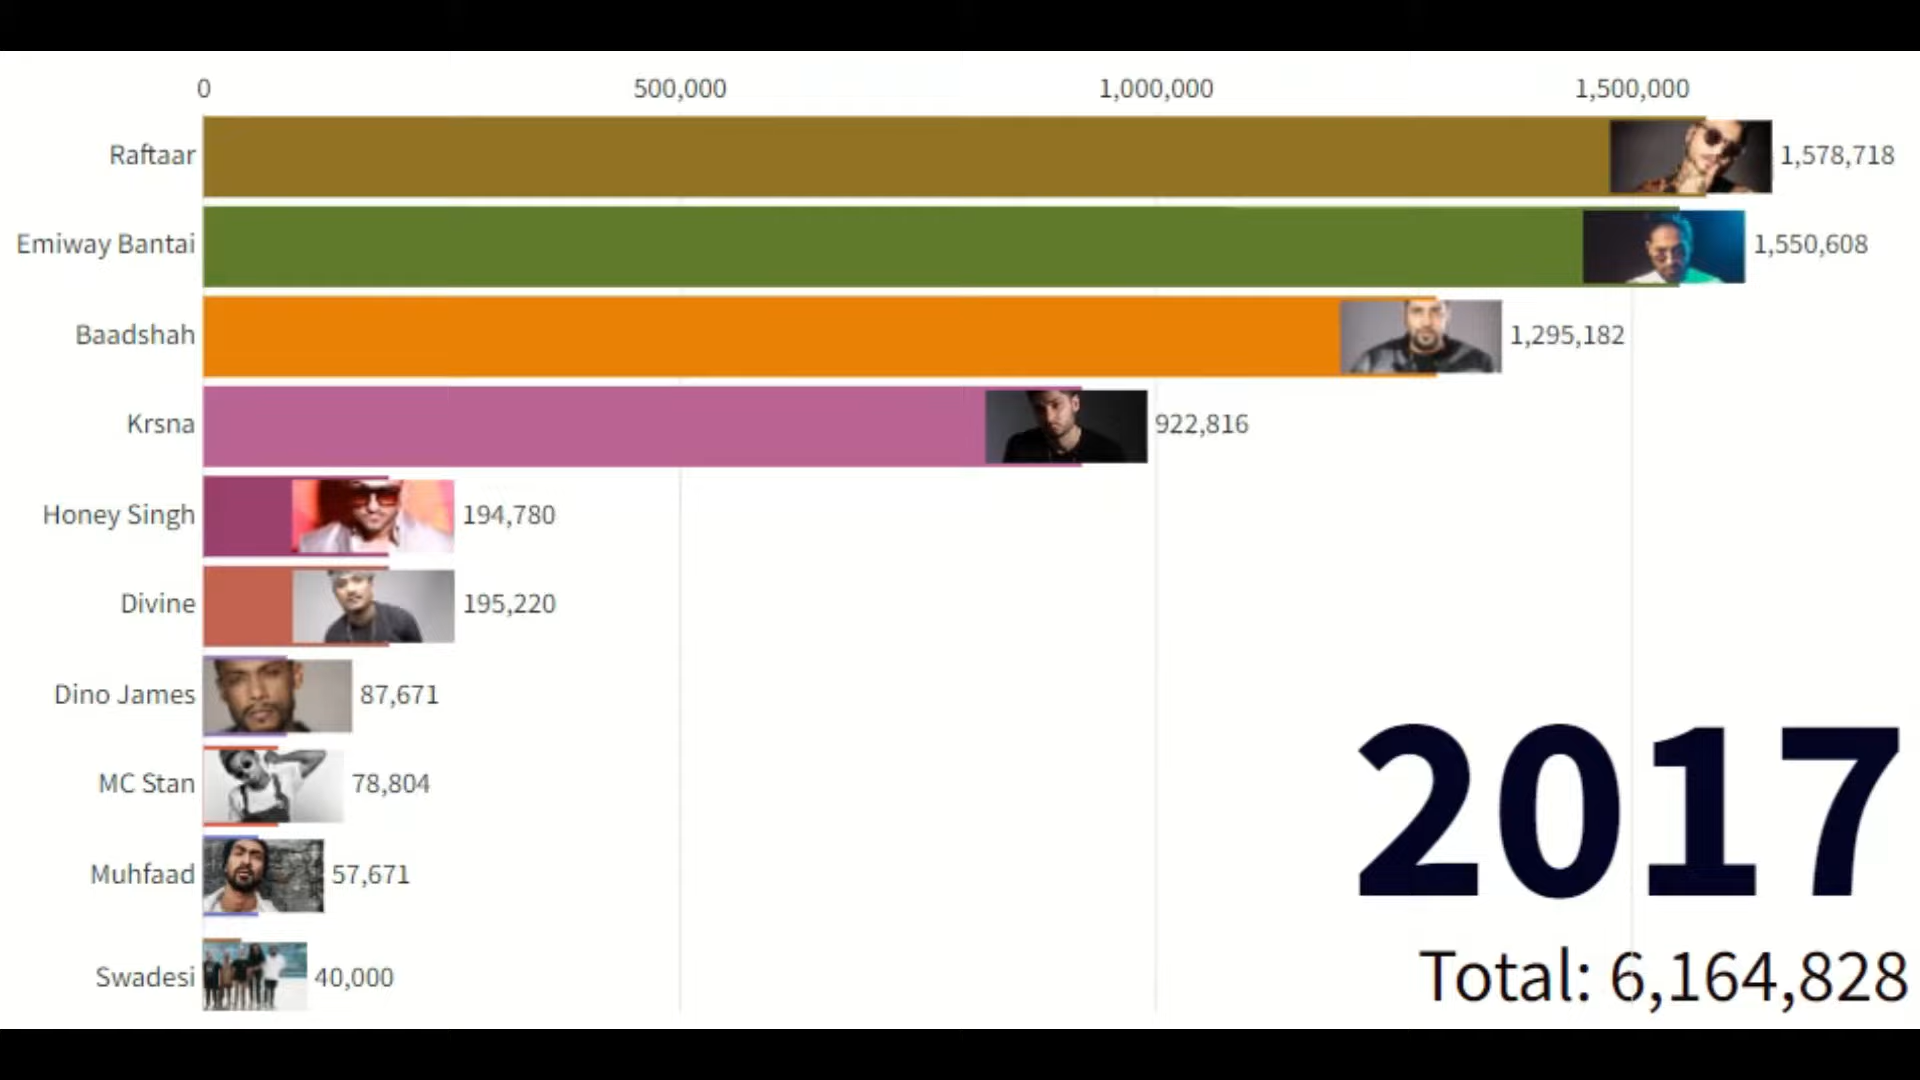 0 500,000 1,000,000 1,500,000
Raftaar 1,578,718
Emiway Bantai 1,550,608
Baadshah 1,295,182
Krsna 922,816
Honey Singh 194,780
Divine 195,220
Dino James 87,671
MC Stan 78,804
Muhfaad 57,671
Swadesi 40,000
2017
Total: 6,164,828